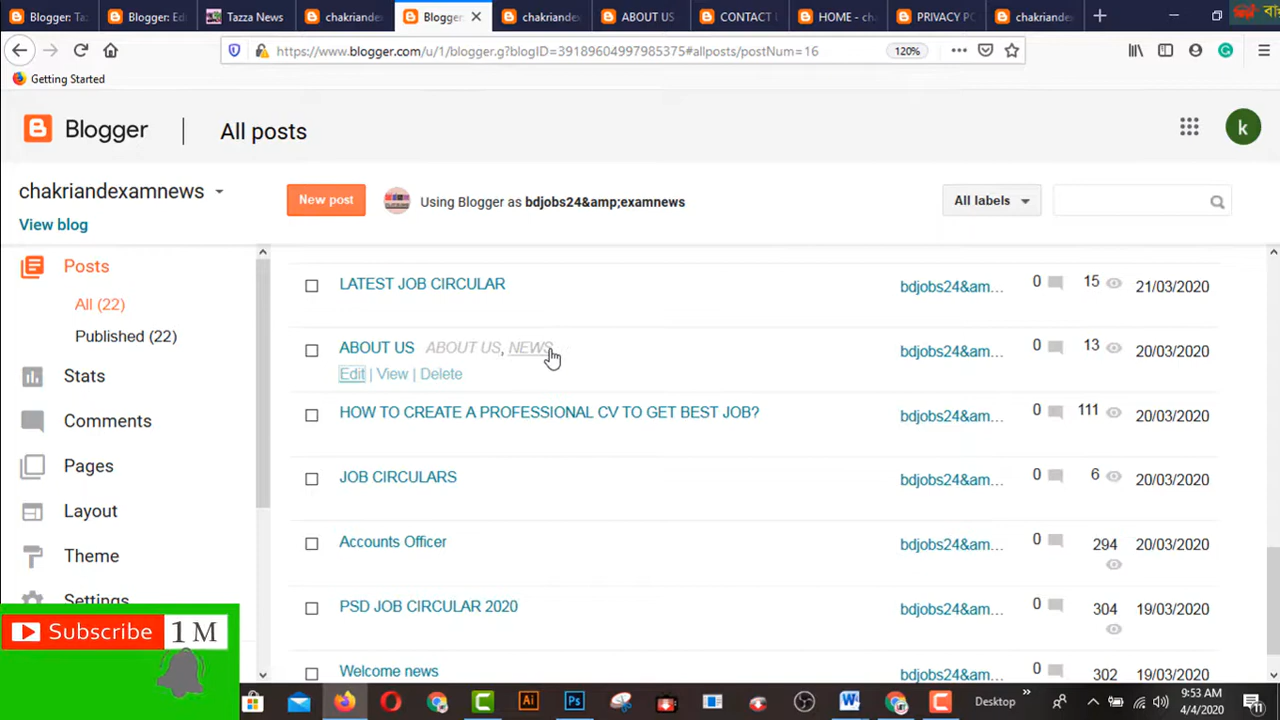 Blogger: Ta
Blogger: Edi
Tazza News
chakriande
Blogger:
chakriande
ABOUT US
CONTACT
HOME - ch
PRIVACY PO
chakriande
https://www.blogger.com/u/1/blogger.g?blogID=39189604997985375#allposts/postNum=16
120%
Getting Started
Blogger
All posts
k
chakriandexamnews
New post
Using Blogger as bdjobs24&amp;examnews
All labels
View blog
Posts
All (22)
Published (22)
Stats
Comments
Pages
Layout
Theme
Settings
LATEST JOB CIRCULAR bdjobs24&am... 0 15 21/03/2020
ABOUT US ABOUT US, NEWS bdjobs24&am... 0 13 20/03/2020
Edit | View | Delete
HOW TO CREATE A PROFESSIONAL CV TO GET BEST JOB? bdjobs24&am... 0 111 20/03/2020
JOB CIRCULARS bdjobs24&am... 0 6 20/03/2020
Accounts Officer bdjobs24&am... 0 294 20/03/2020
PSD JOB CIRCULAR 2020 bdjobs24&am... 0 304 19/03/2020
Welcome news bdjobs24&am... 0 302 19/03/2020
Subscribe 1 M
Ai
Ps
W
Desktop
9:53 AM
4/4/2020